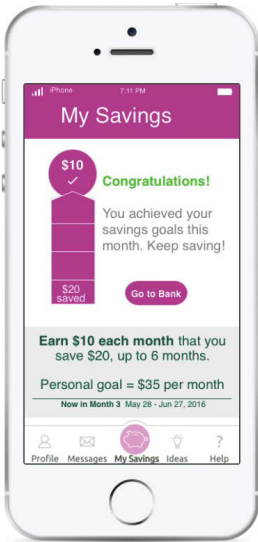 iPhone 7:11 PM
My Savings
$10
Congratulations!
You achieved your
savings goals this
month. Keep saving!
$20
saved
Go to Bank
Earn $10 each month that you
save $20, up to 6 months.
Personal goal = $35 per month
Now in Month 3 May 28 - Jun 27, 2016
Profile Messages My Savings Ideas Help